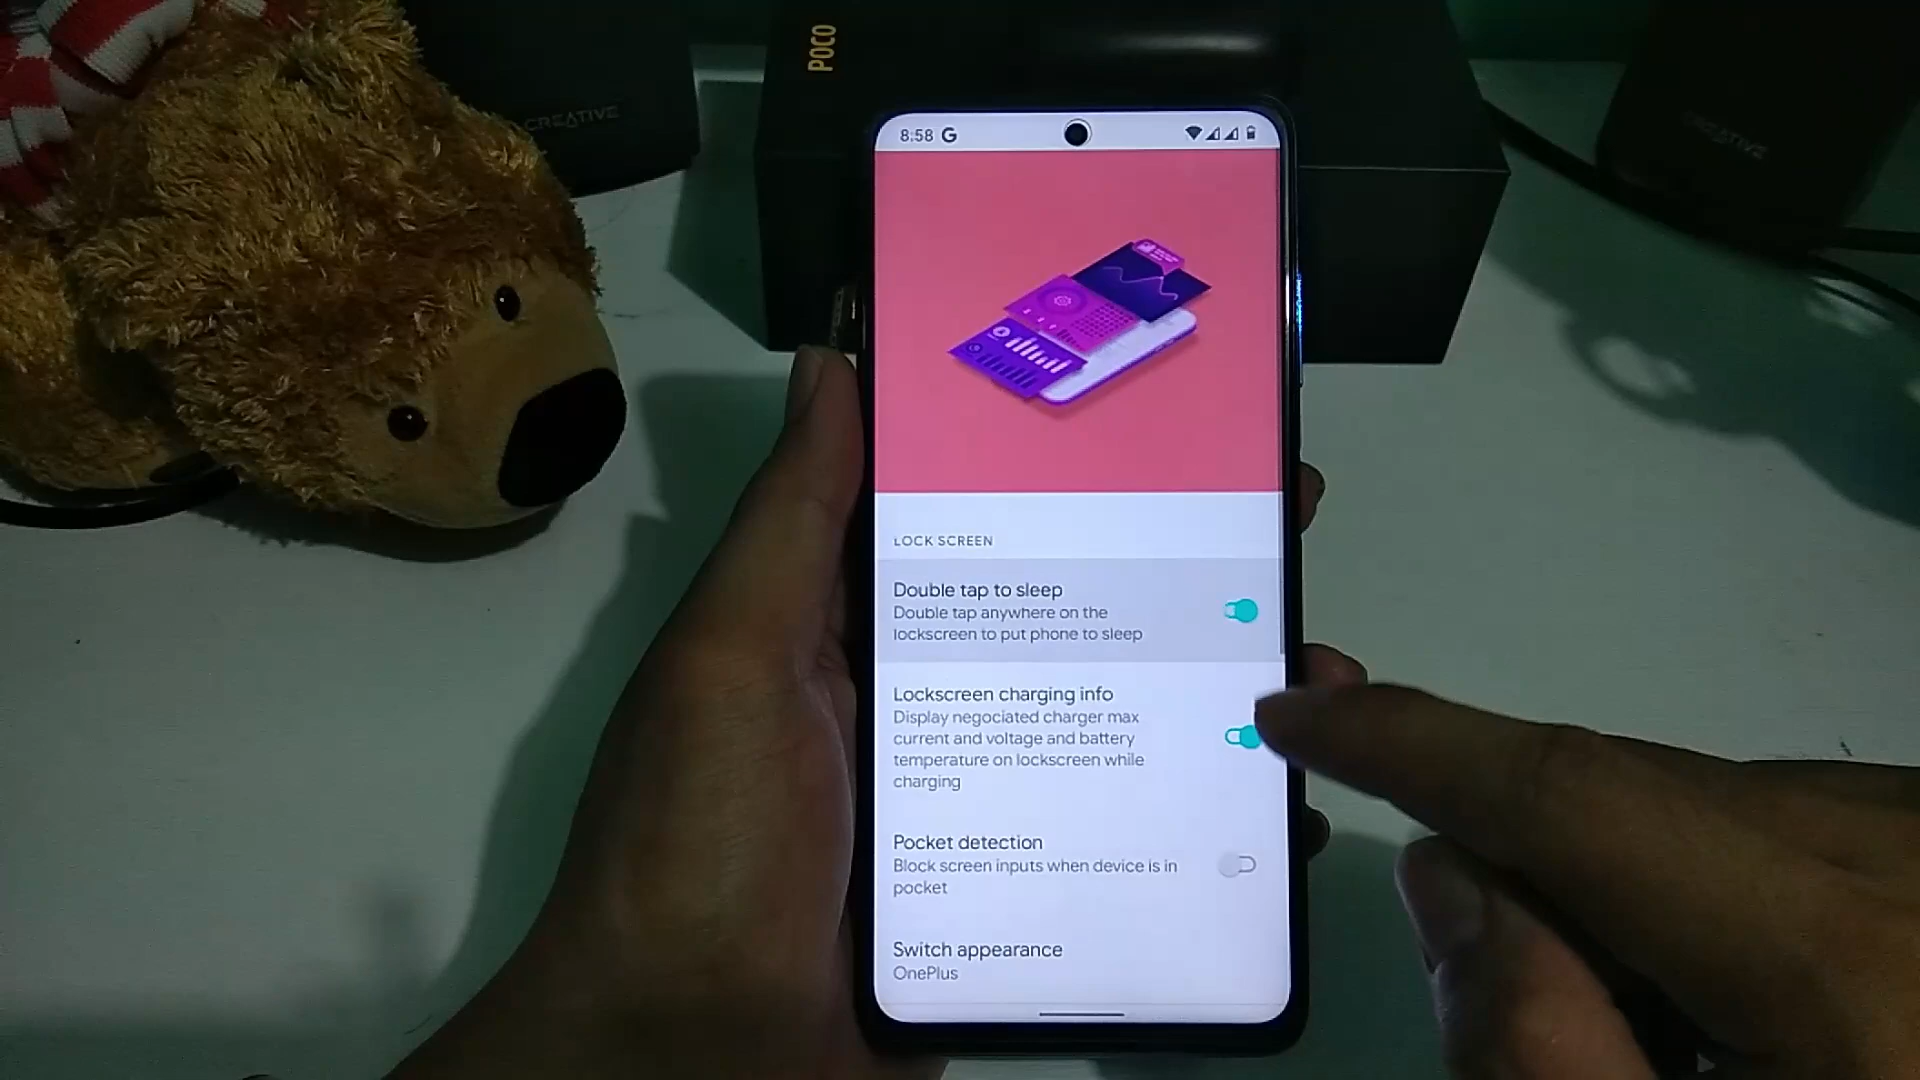 POCO
CREATIVE
CREATIVE
8:58 G
LOCK SCREEN
Double tap to sleep
Double tap anywhere on the
lockscreen to put phone to sleep
Lockscreen charging info
Display negociated charger max
current and voltage and battery
temperature on lockscreen while
charging
Pocket detection
Block screen inputs when device is in
pocket
Switch appearance
OnePlus